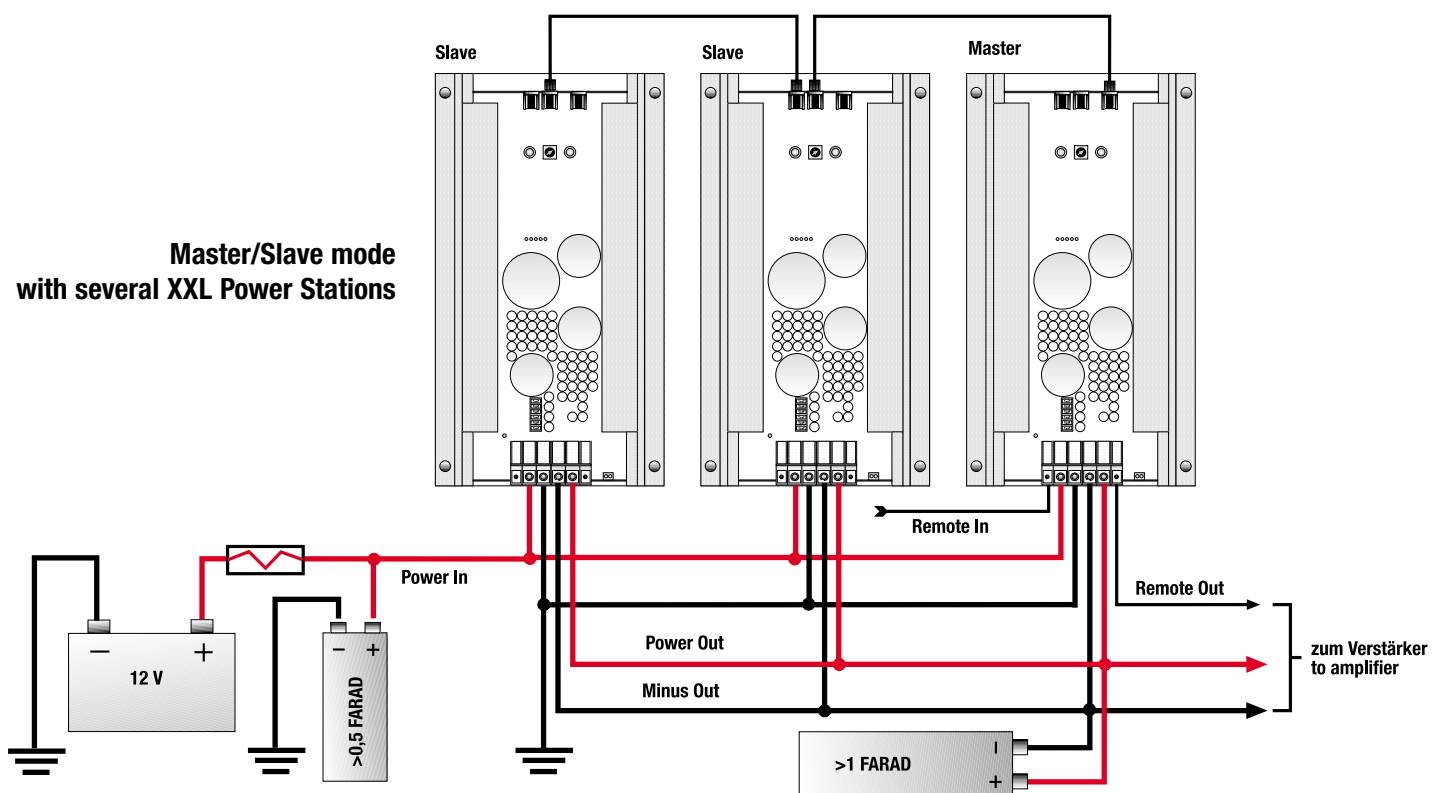 Slave
Slave
Master
Master/Slave mode
with several XXL Power Stations
Remote In
Power In
Remote Out
Power Out
zum Verstärker
to amplifier
Minus Out
− +
12 V
− +
>0,5 FARAD
>1 FARAD
−
+